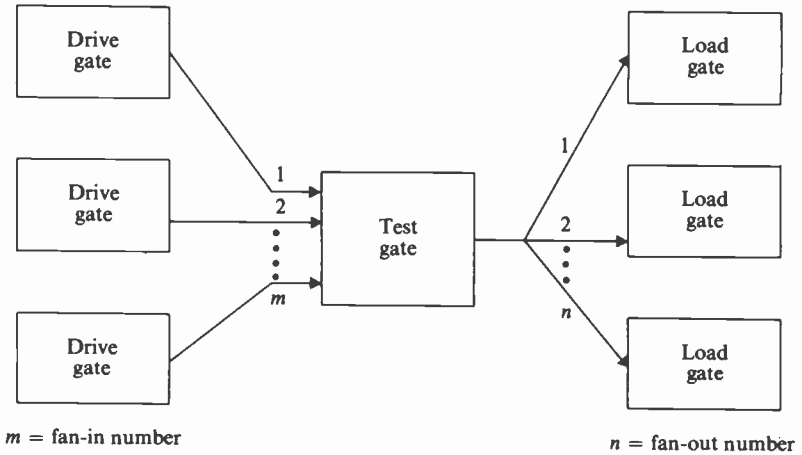 Drive
gate
Load
gate
1
1
Drive
gate
2
Test
gate
2
Load
gate
m
n
Drive
gate
Load
gate
m = fan-in number
n = fan-out number